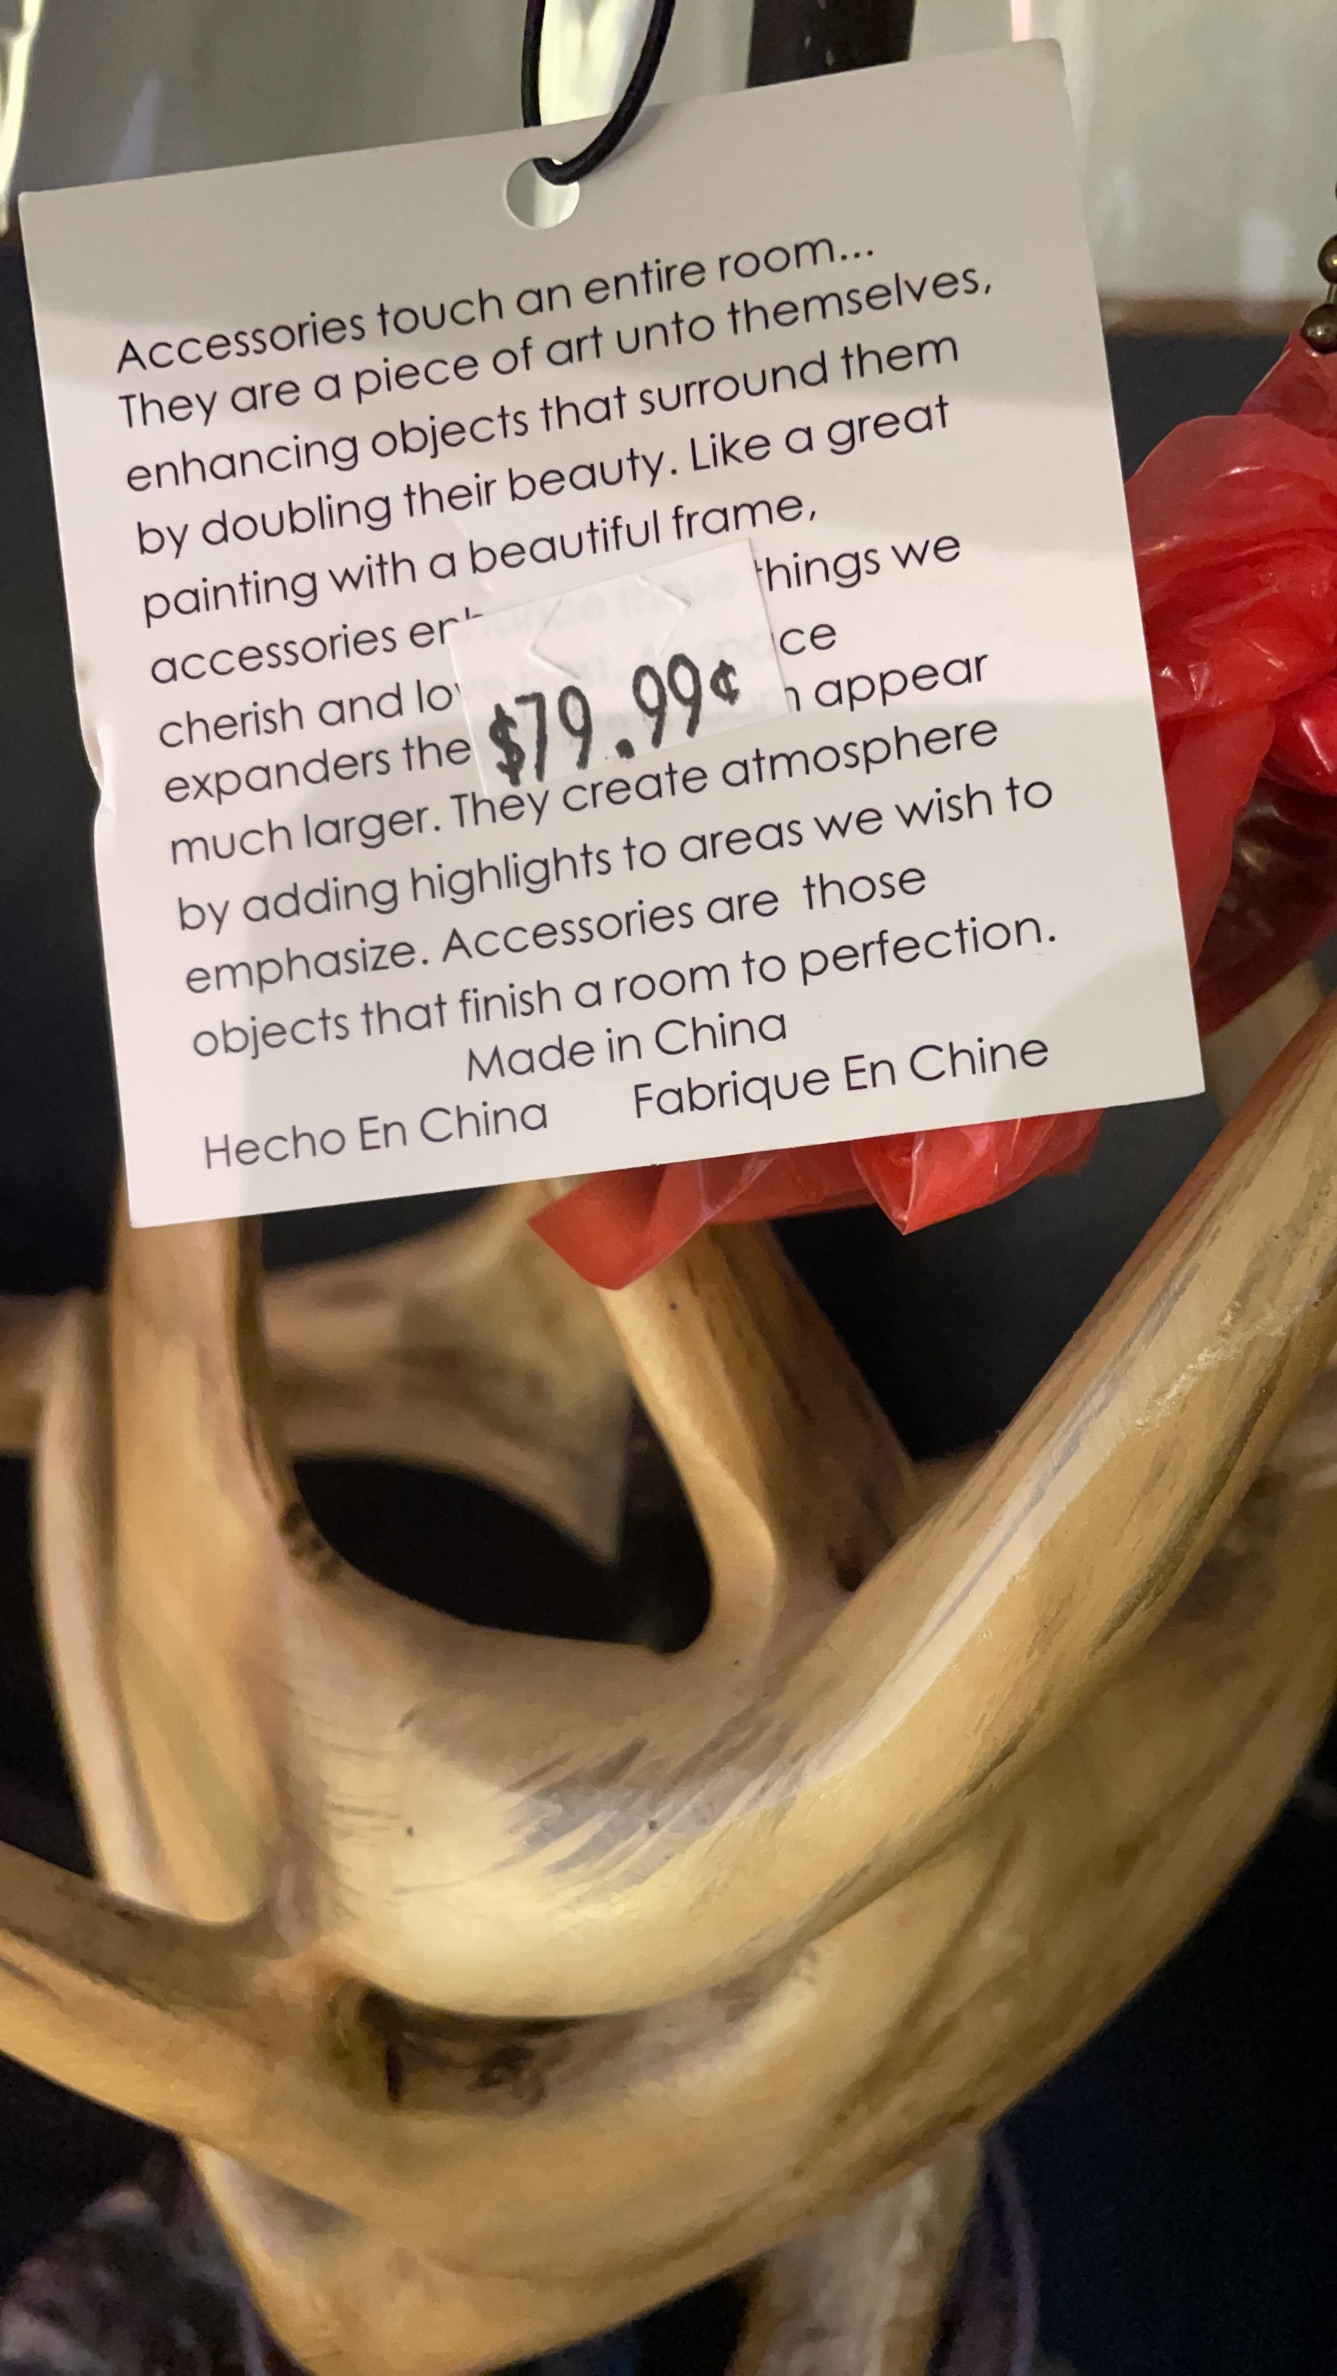 Accessories touch an entire room...
They are a piece of art unto themselves,
enhancing objects that surround them
by doubling their beauty. Like a great
painting with a beautiful frame,
accessories things we
cherish and
expanders the appear
$79.99¢
much larger. They create atmosphere
by adding highlights to areas we wish to
emphasize. Accessories are those
objects that finish a room to perfection.
Made in China
Hecho En China Fabrique En Chine